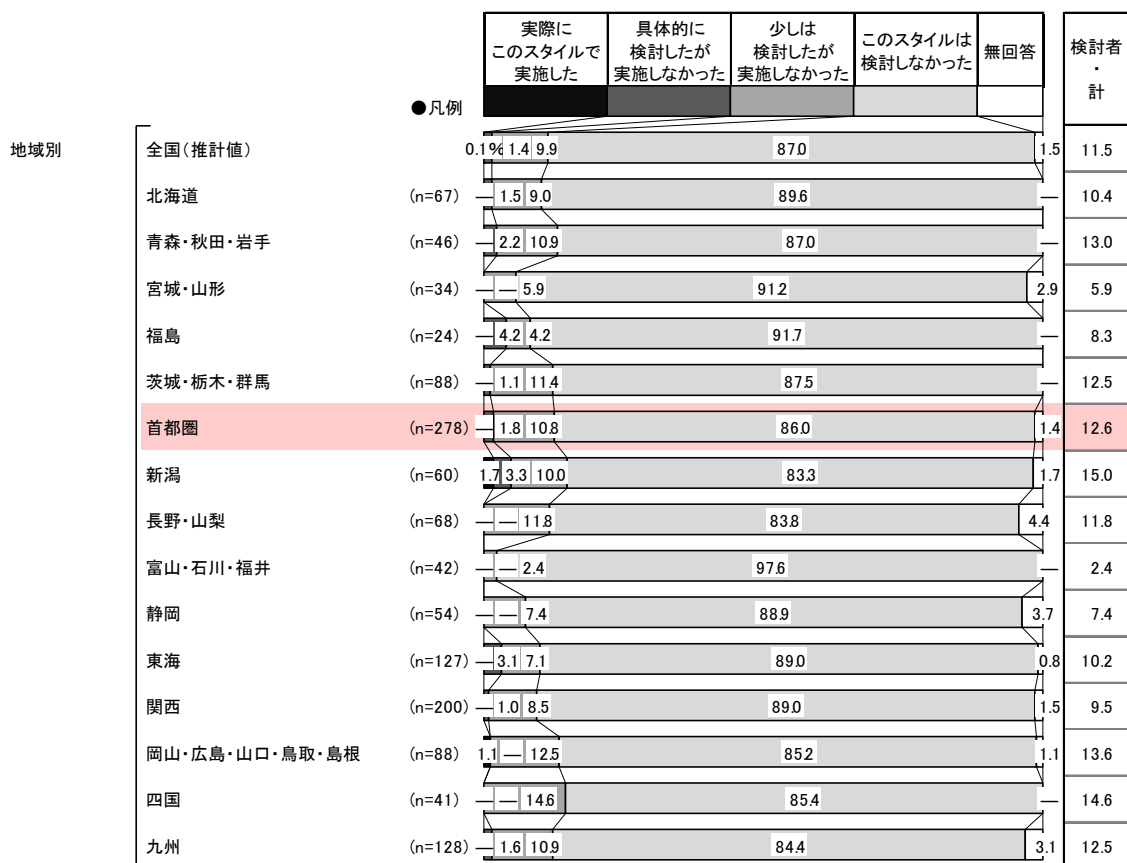 実際に
このスタイルで
実施した
具体的に
検討したが
実施しなかった
少しは
検討したが
実施しなかった
このスタイルは
検討しなかった
無回答
検討者
・
計
●凡例
地域別
全国(推計値) 0.1% 1.4 9.9 87.0 1.5 11.5
北海道 (n=67) — 1.5 9.0 89.6 — 10.4
青森・秋田・岩手 (n=46) — 2.2 10.9 87.0 — 13.0
宮城・山形 (n=34) — — 5.9 91.2 2.9 5.9
福島 (n=24) — 4.2 4.2 91.7 — 8.3
茨城・栃木・群馬 (n=88) — 1.1 11.4 87.5 — 12.5
首都圏 (n=278) — 1.8 10.8 86.0 1.4 12.6
新潟 (n=60) 1.7 3.3 10.0 83.3 1.7 15.0
長野・山梨 (n=68) — — 11.8 83.8 4.4 11.8
富山・石川・福井 (n=42) — — 2.4 97.6 — 2.4
静岡 (n=54) — — 7.4 88.9 3.7 7.4
東海 (n=127) — 3.1 7.1 89.0 0.8 10.2
関西 (n=200) — 1.0 8.5 89.0 1.5 9.5
岡山・広島・山口・鳥取・島根 (n=88) 1.1 — 12.5 85.2 1.1 13.6
四国 (n=41) — — 14.6 85.4 — 14.6
九州 (n=128) — 1.6 10.9 84.4 3.1 12.5